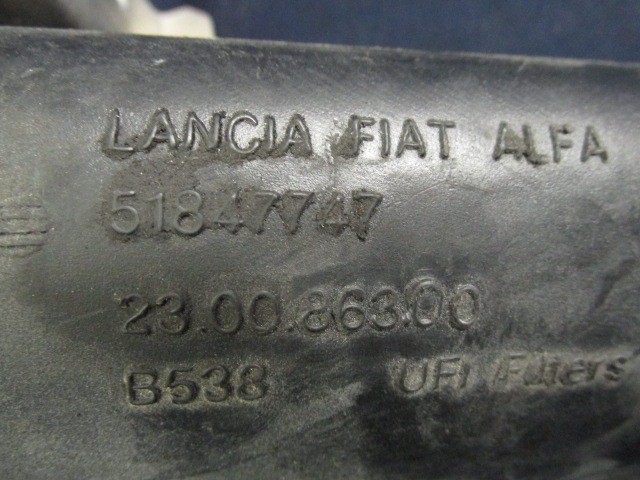 LANCIA FIAT ALFA
51847747
23.00.863.00
B538 UFI Filters